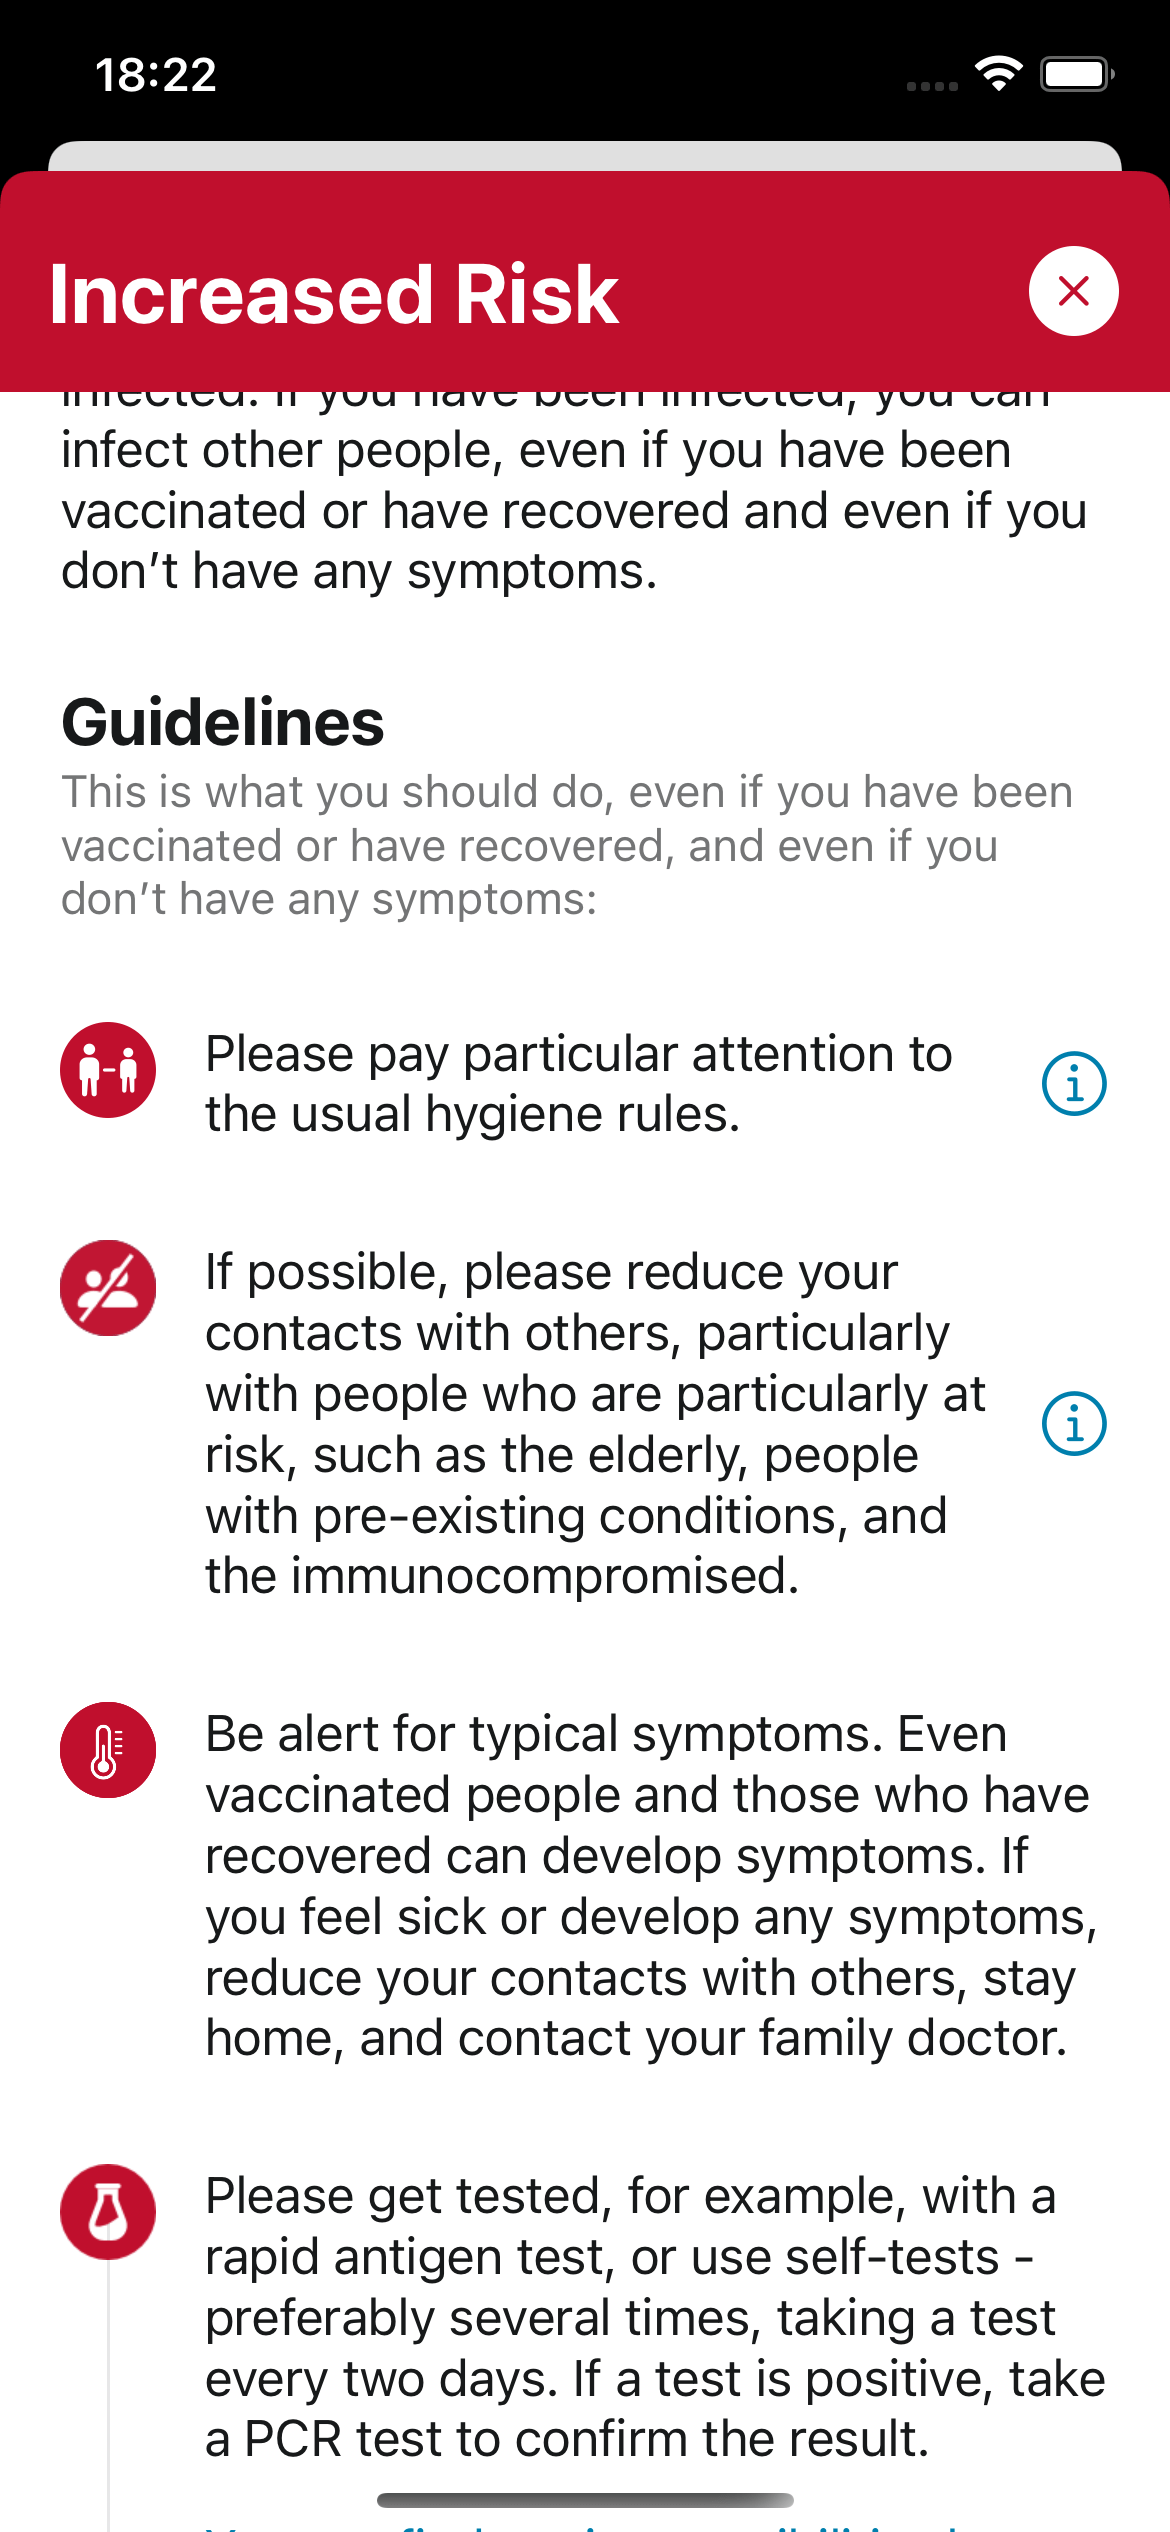 18:22
Increased Risk
infected. If you have been infected, you can
infect other people, even if you have been
vaccinated or have recovered and even if you
don’t have any symptoms.
Guidelines
This is what you should do, even if you have been
vaccinated or have recovered, and even if you
don’t have any symptoms:
Please pay particular attention to
the usual hygiene rules.
If possible, please reduce your
contacts with others, particularly
with people who are particularly at
risk, such as the elderly, people
with pre-existing conditions, and
the immunocompromised.
Be alert for typical symptoms. Even
vaccinated people and those who have
recovered can develop symptoms. If
you feel sick or develop any symptoms,
reduce your contacts with others, stay
home, and contact your family doctor.
Please get tested, for example, with a
rapid antigen test, or use self-tests -
preferably several times, taking a test
every two days. If a test is positive, take
a PCR test to confirm the result.